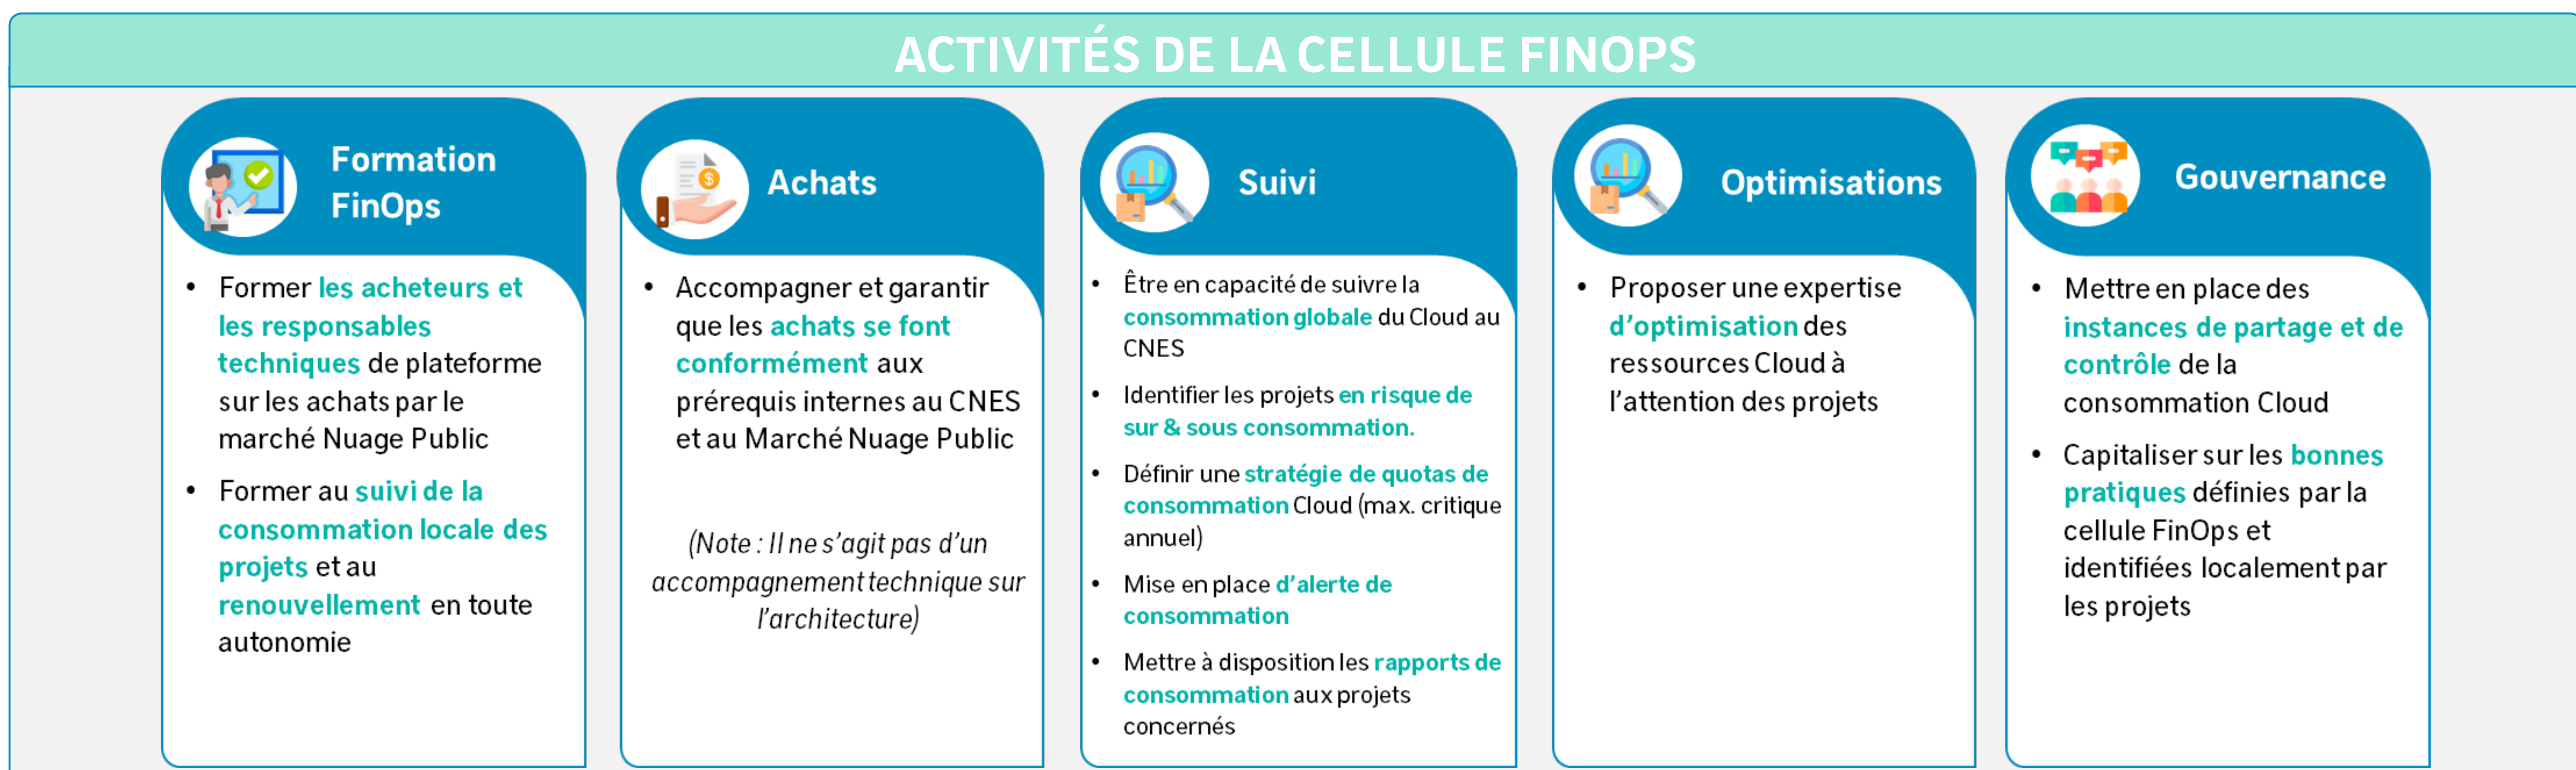 ACTIVITÉS DE LA CELLULE FINOPS
Formation
FinOps
• Former les acheteurs et
les responsables
techniques de plateforme
sur les achats par le
marché Nuage Public
• Former au suivi de la
consommation locale des
projets et au
renouvellement en toute
autonomie
Achats
• Accompagner et garantir
que les achats se font
conformément aux
prérequis internes au CNES
et au Marché Nuage Public
(Note : Il ne s'agit pas d'un
accompagnement technique sur
l'architecture)
Suivi
• Être en capacité de suivre la
consommation globale du Cloud au
CNES
• Identifier les projets en risque de
sur & sous consommation.
• Définir une stratégie de quotas de
consommation Cloud (max. critique
annuel)
• Mise en place d'alerte de
consommation
• Mettre à disposition les rapports de
consommation aux projets
concernés
Optimisations
• Proposer une expertise
d'optimisation des
ressources Cloud à
l'attention des projets
Gouvernance
• Mettre en place des
instances de partage et de
contrôle de la
consommation Cloud
• Capitaliser sur les bonnes
pratiques définies par la
cellule FinOps et
identifiées localement par
les projets